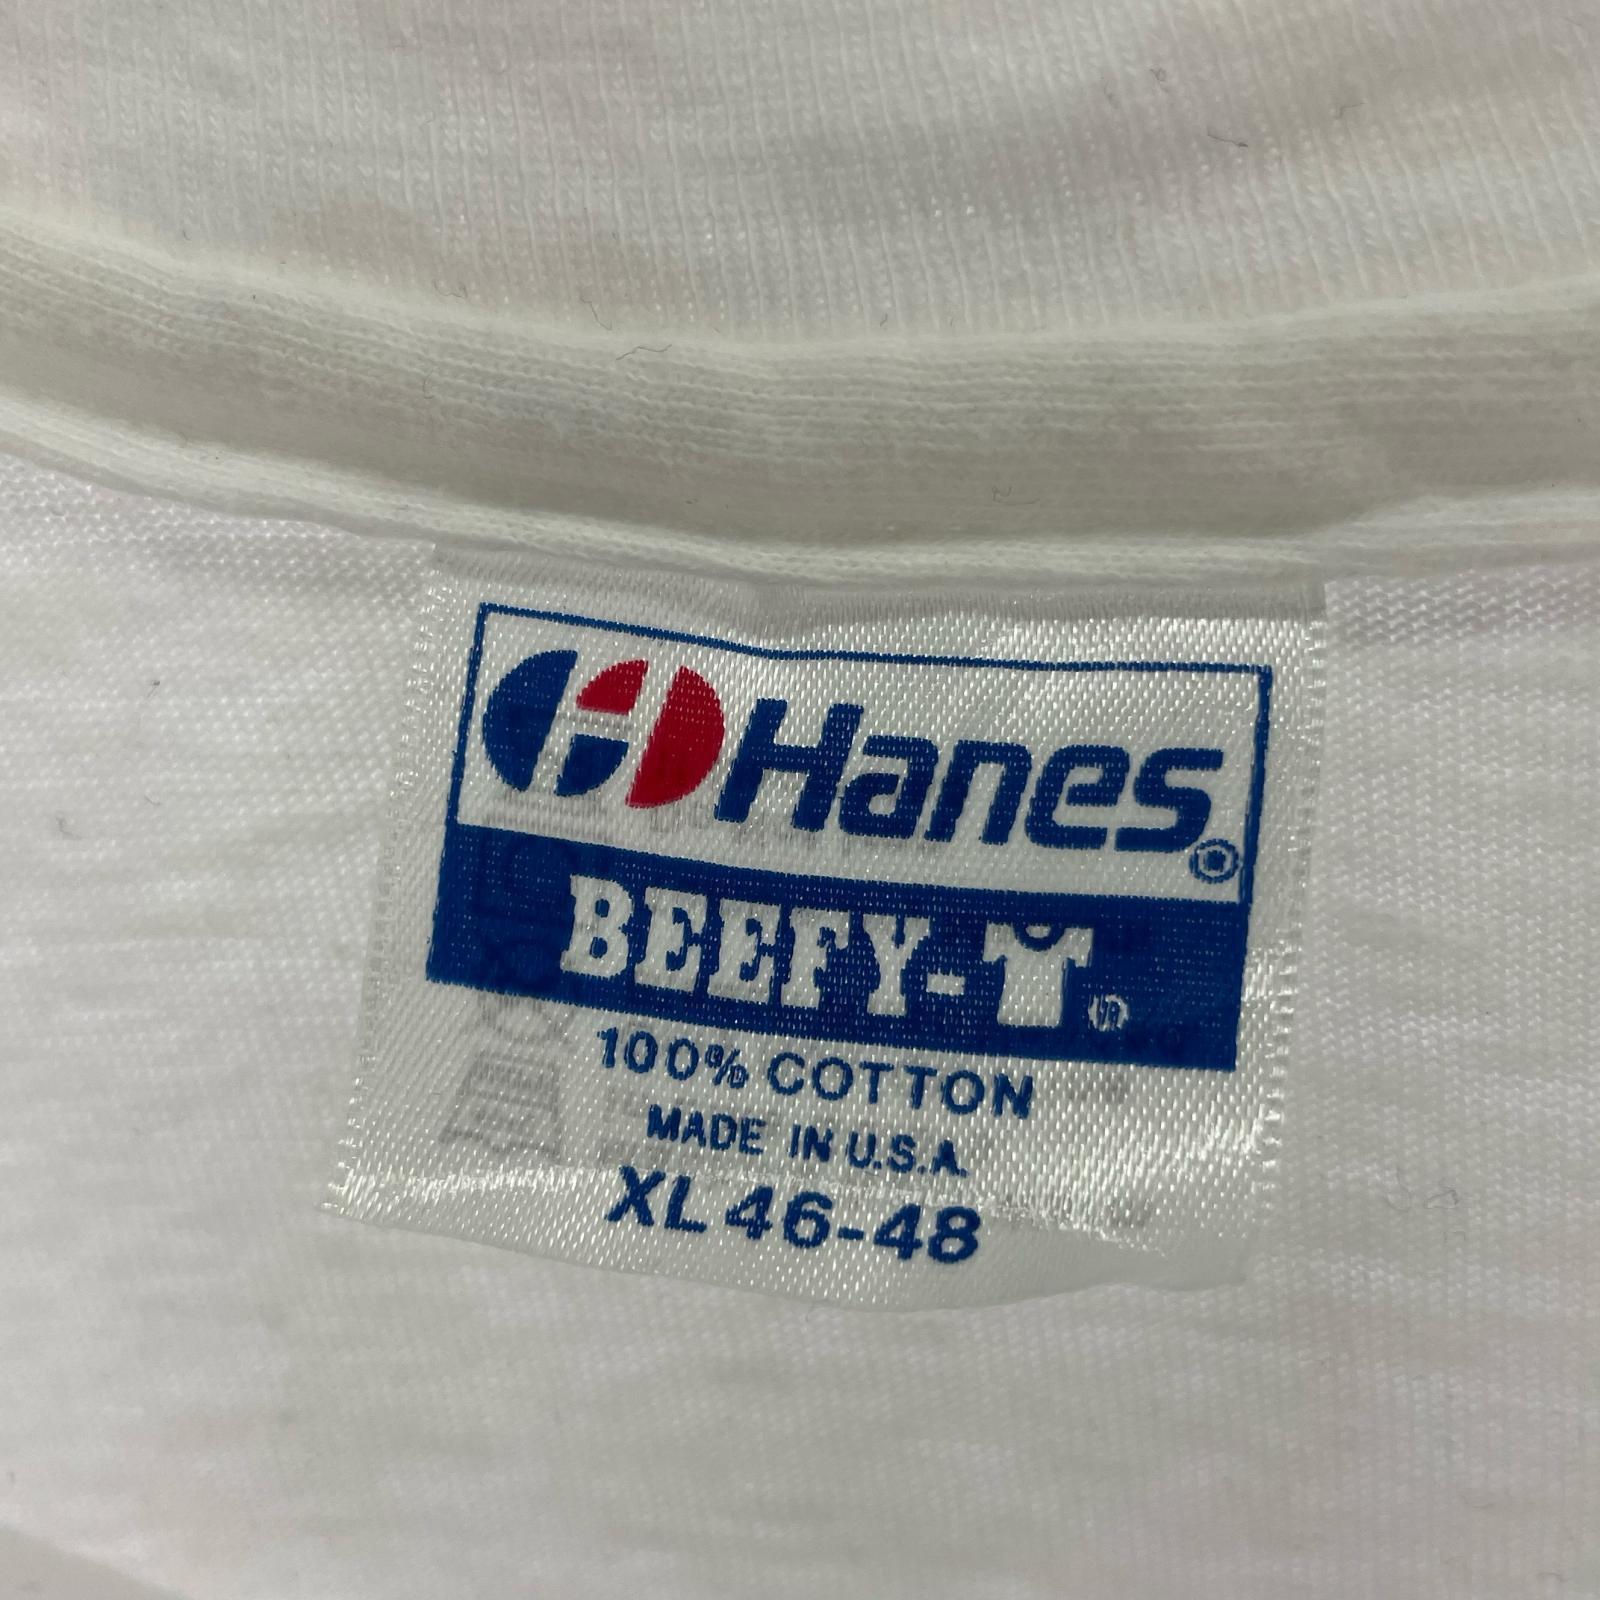 Hanes®
BEEFY-T®
100% COTTON
MADE IN U.S.A.
XL 46-48